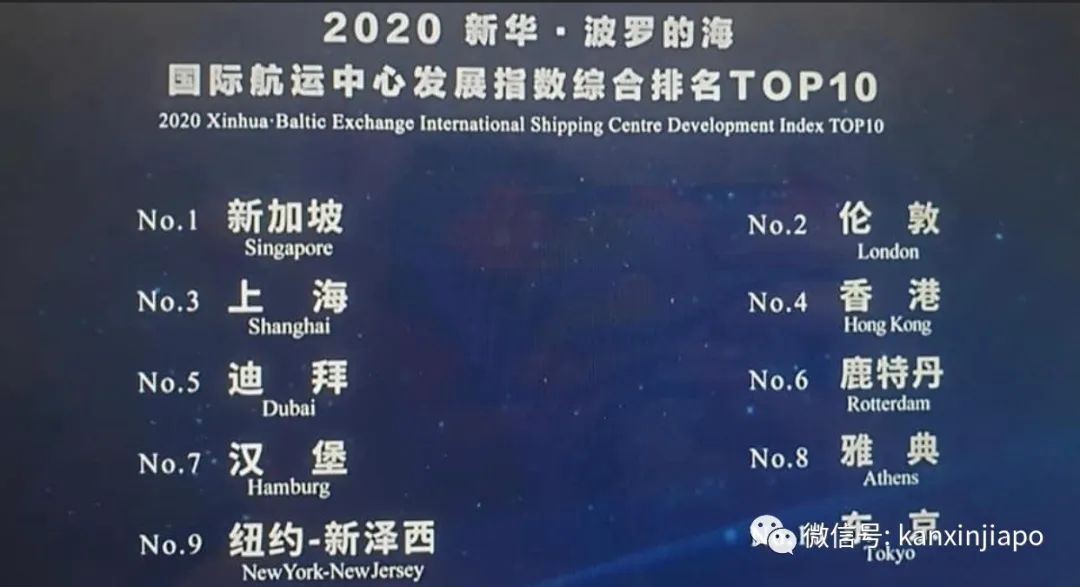 2020 新华·波罗的海
国际航运中心发展指数综合排名TOP10
2020 Xinhua·Baltic Exchange International Shipping Centre Development Index TOP10
No.1 新加坡
Singapore
No.2 伦 敦
London
No.3 上 海
Shanghai
No.4 香 港
Hong Kong
No.5 迪 拜
Dubai
No.6 鹿特丹
Rotterdam
No.7 汉 堡
Hamburg
No.8 雅 典
Athens
No.9 纽约-新泽西
NewYork-NewJersey
东 京
Tokyo
微信号: kanxinjiapo